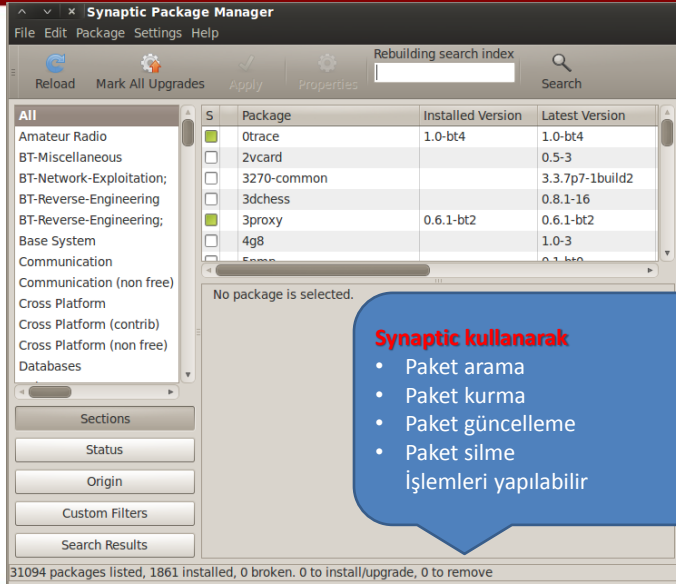 Synaptic Package Manager
File Edit Package Settings Help
Rebuilding search index
Reload Mark All Upgrades Apply Properties Search
All
Amateur Radio
BT-Miscellaneous
BT-Network-Exploitation;
BT-Reverse-Engineering
BT-Reverse-Engineering;
Base System
Communication
Communication (non free)
Cross Platform
Cross Platform (contrib)
Cross Platform (non free)
Databases
S Package Installed Version Latest Version
0trace 1.0-bt4 1.0-bt4
2vcard 0.5-3
3270-common 3.3.7p7-1build2
3dchess 0.8.1-16
3proxy 0.6.1-bt2 0.6.1-bt2
4g8 1.0-3
No package is selected.
Synaptic kullanarak
• Paket arama
• Paket kurma
• Paket güncelleme
• Paket silme
İşlemleri yapılabilir
Sections
Status
Origin
Custom Filters
Search Results
31094 packages listed, 1861 installed, 0 broken. 0 to install/upgrade, 0 to remove